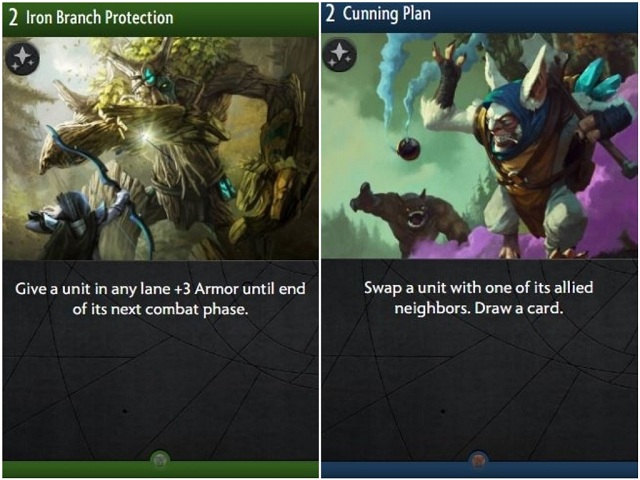 2 Iron Branch Protection
Give a unit in any lane +3 Armor until end
of its next combat phase.
2 Cunning Plan
Swap a unit with one of its allied
neighbors. Draw a card.